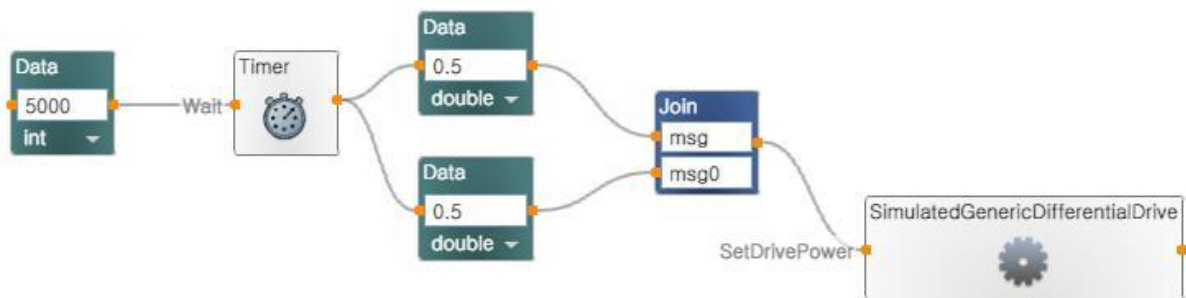 Data
5000
int
Wait
Timer
Data
0.5
double
Data
0.5
double
Join
msg
msg0
SetDrivePower
SimulatedGenericDifferentialDrive